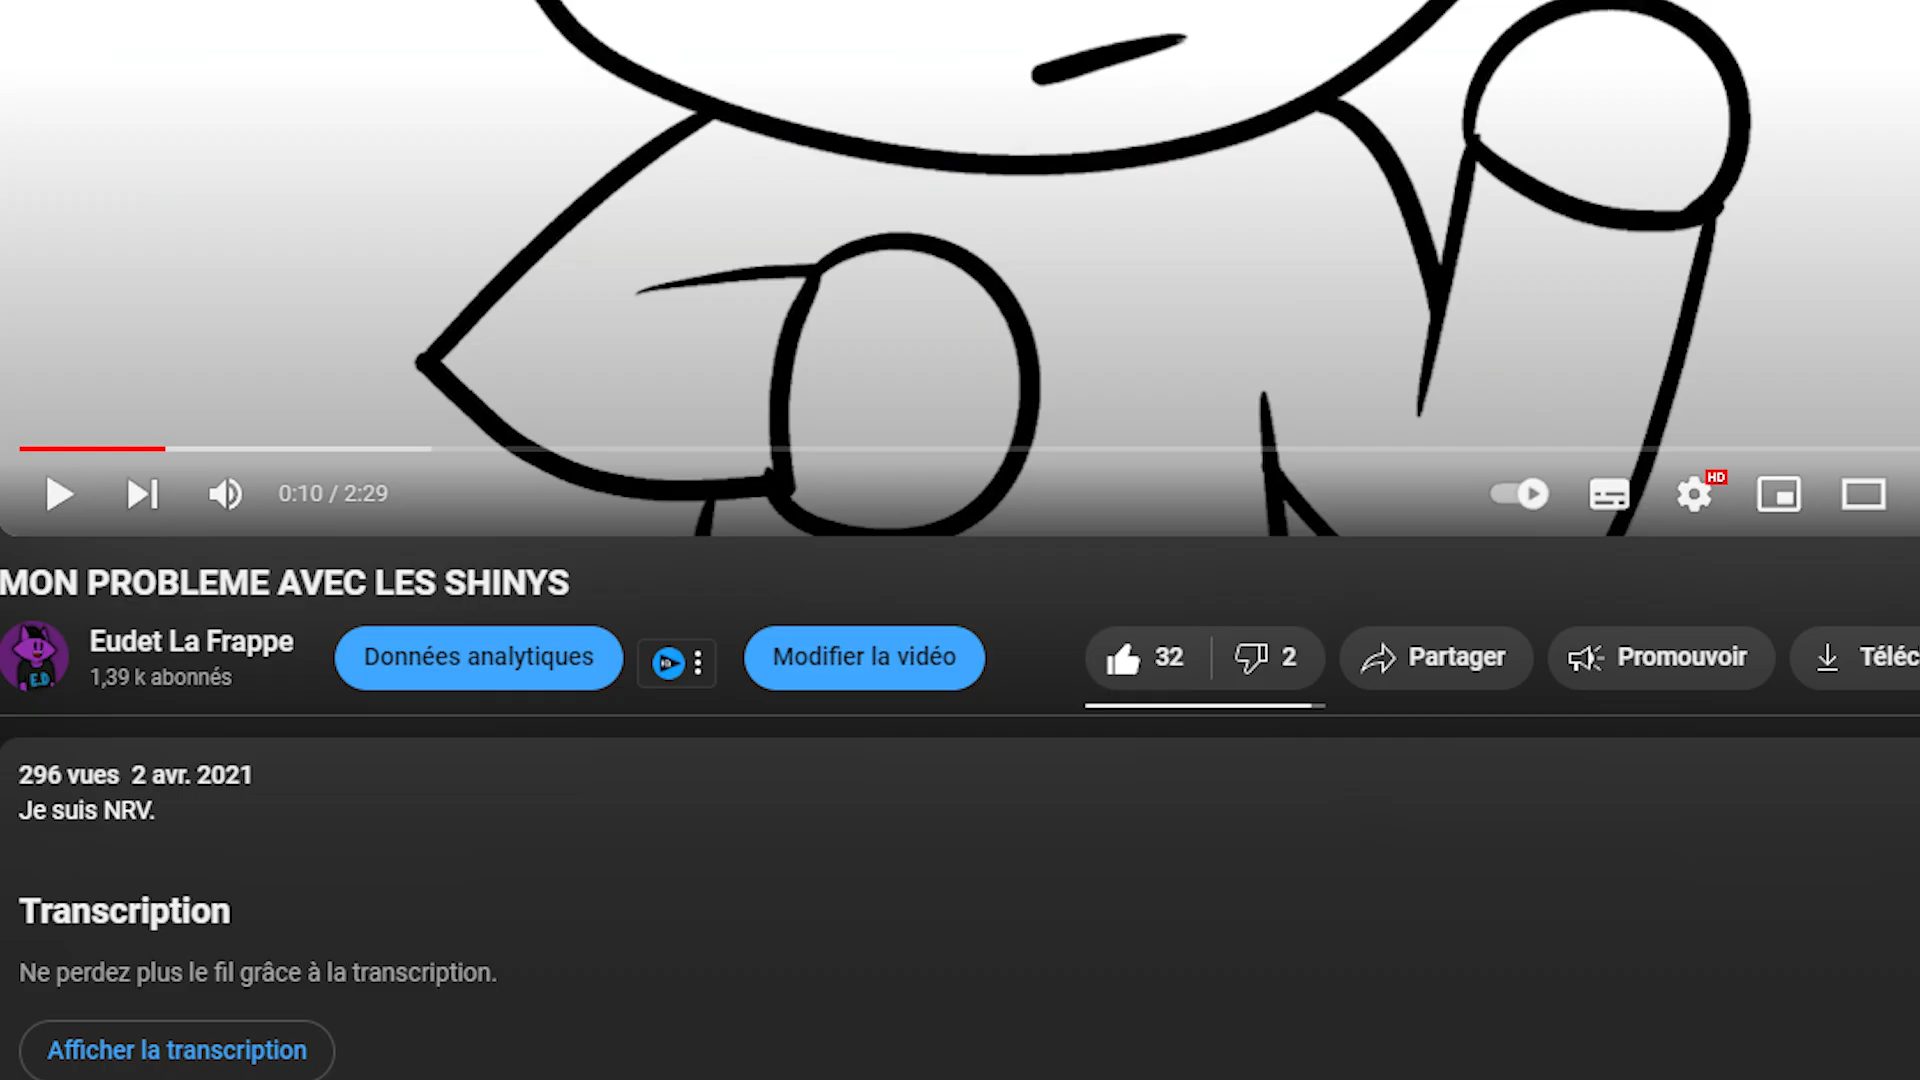 HD
0:10 / 2:29
MON PROBLEME AVEC LES SHINYS
Eudet La Frappe
1,39 k abonnés
E.D.
Données analytiques
Modifier la vidéo
32
2
Partager
Promouvoir
Téléc
296 vues 2 avr. 2021
Je suis NRV.
Transcription
Ne perdez plus le fil grâce à la transcription.
Afficher la transcription